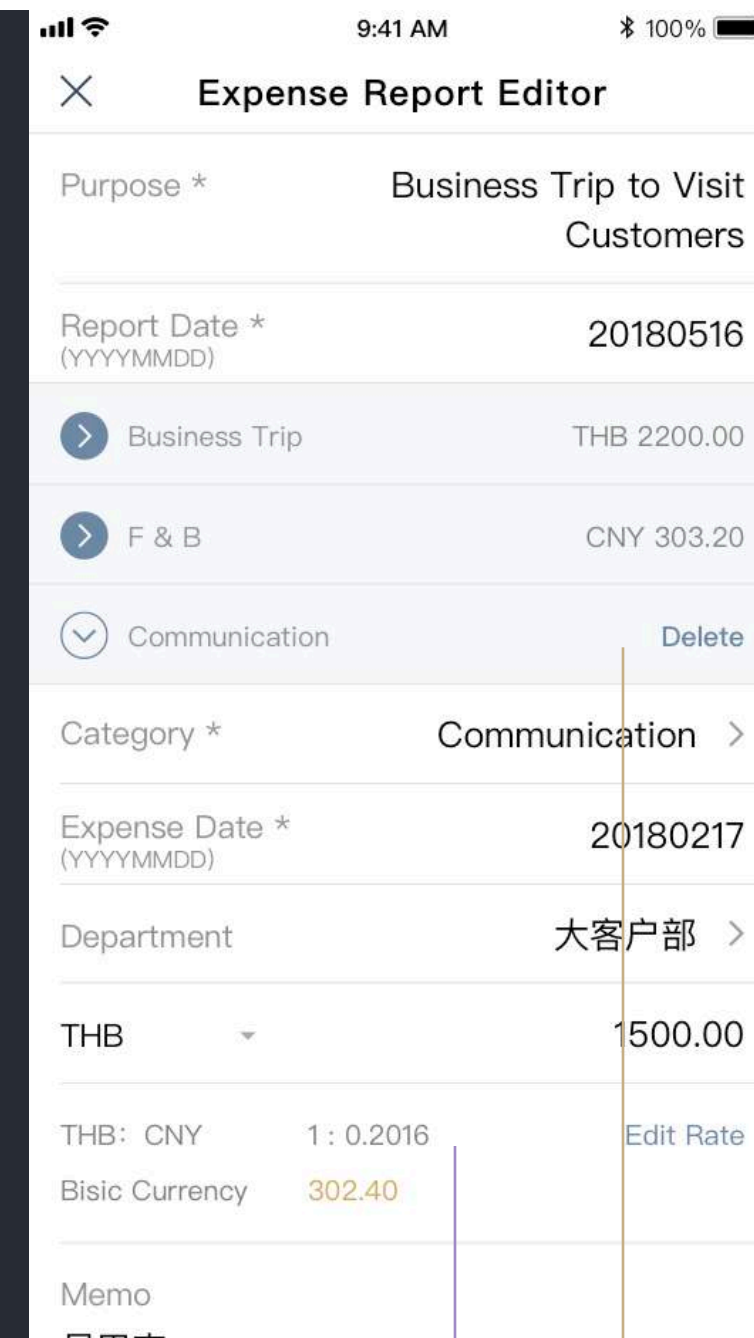 9:41 AM
100%
Expense Report Editor
Purpose *
Business Trip to Visit
Customers
Report Date *
(YYYYMMDD)
20180516
Business Trip
THB 2200.00
F & B
CNY 303.20
Communication
Delete
Category *
Communication
Expense Date *
(YYYYMMDD)
20180217
Department
大客户部
THB
1500.00
THB: CNY
1 : 0.2016
Edit Rate
Bisic Currency
302.40
Memo